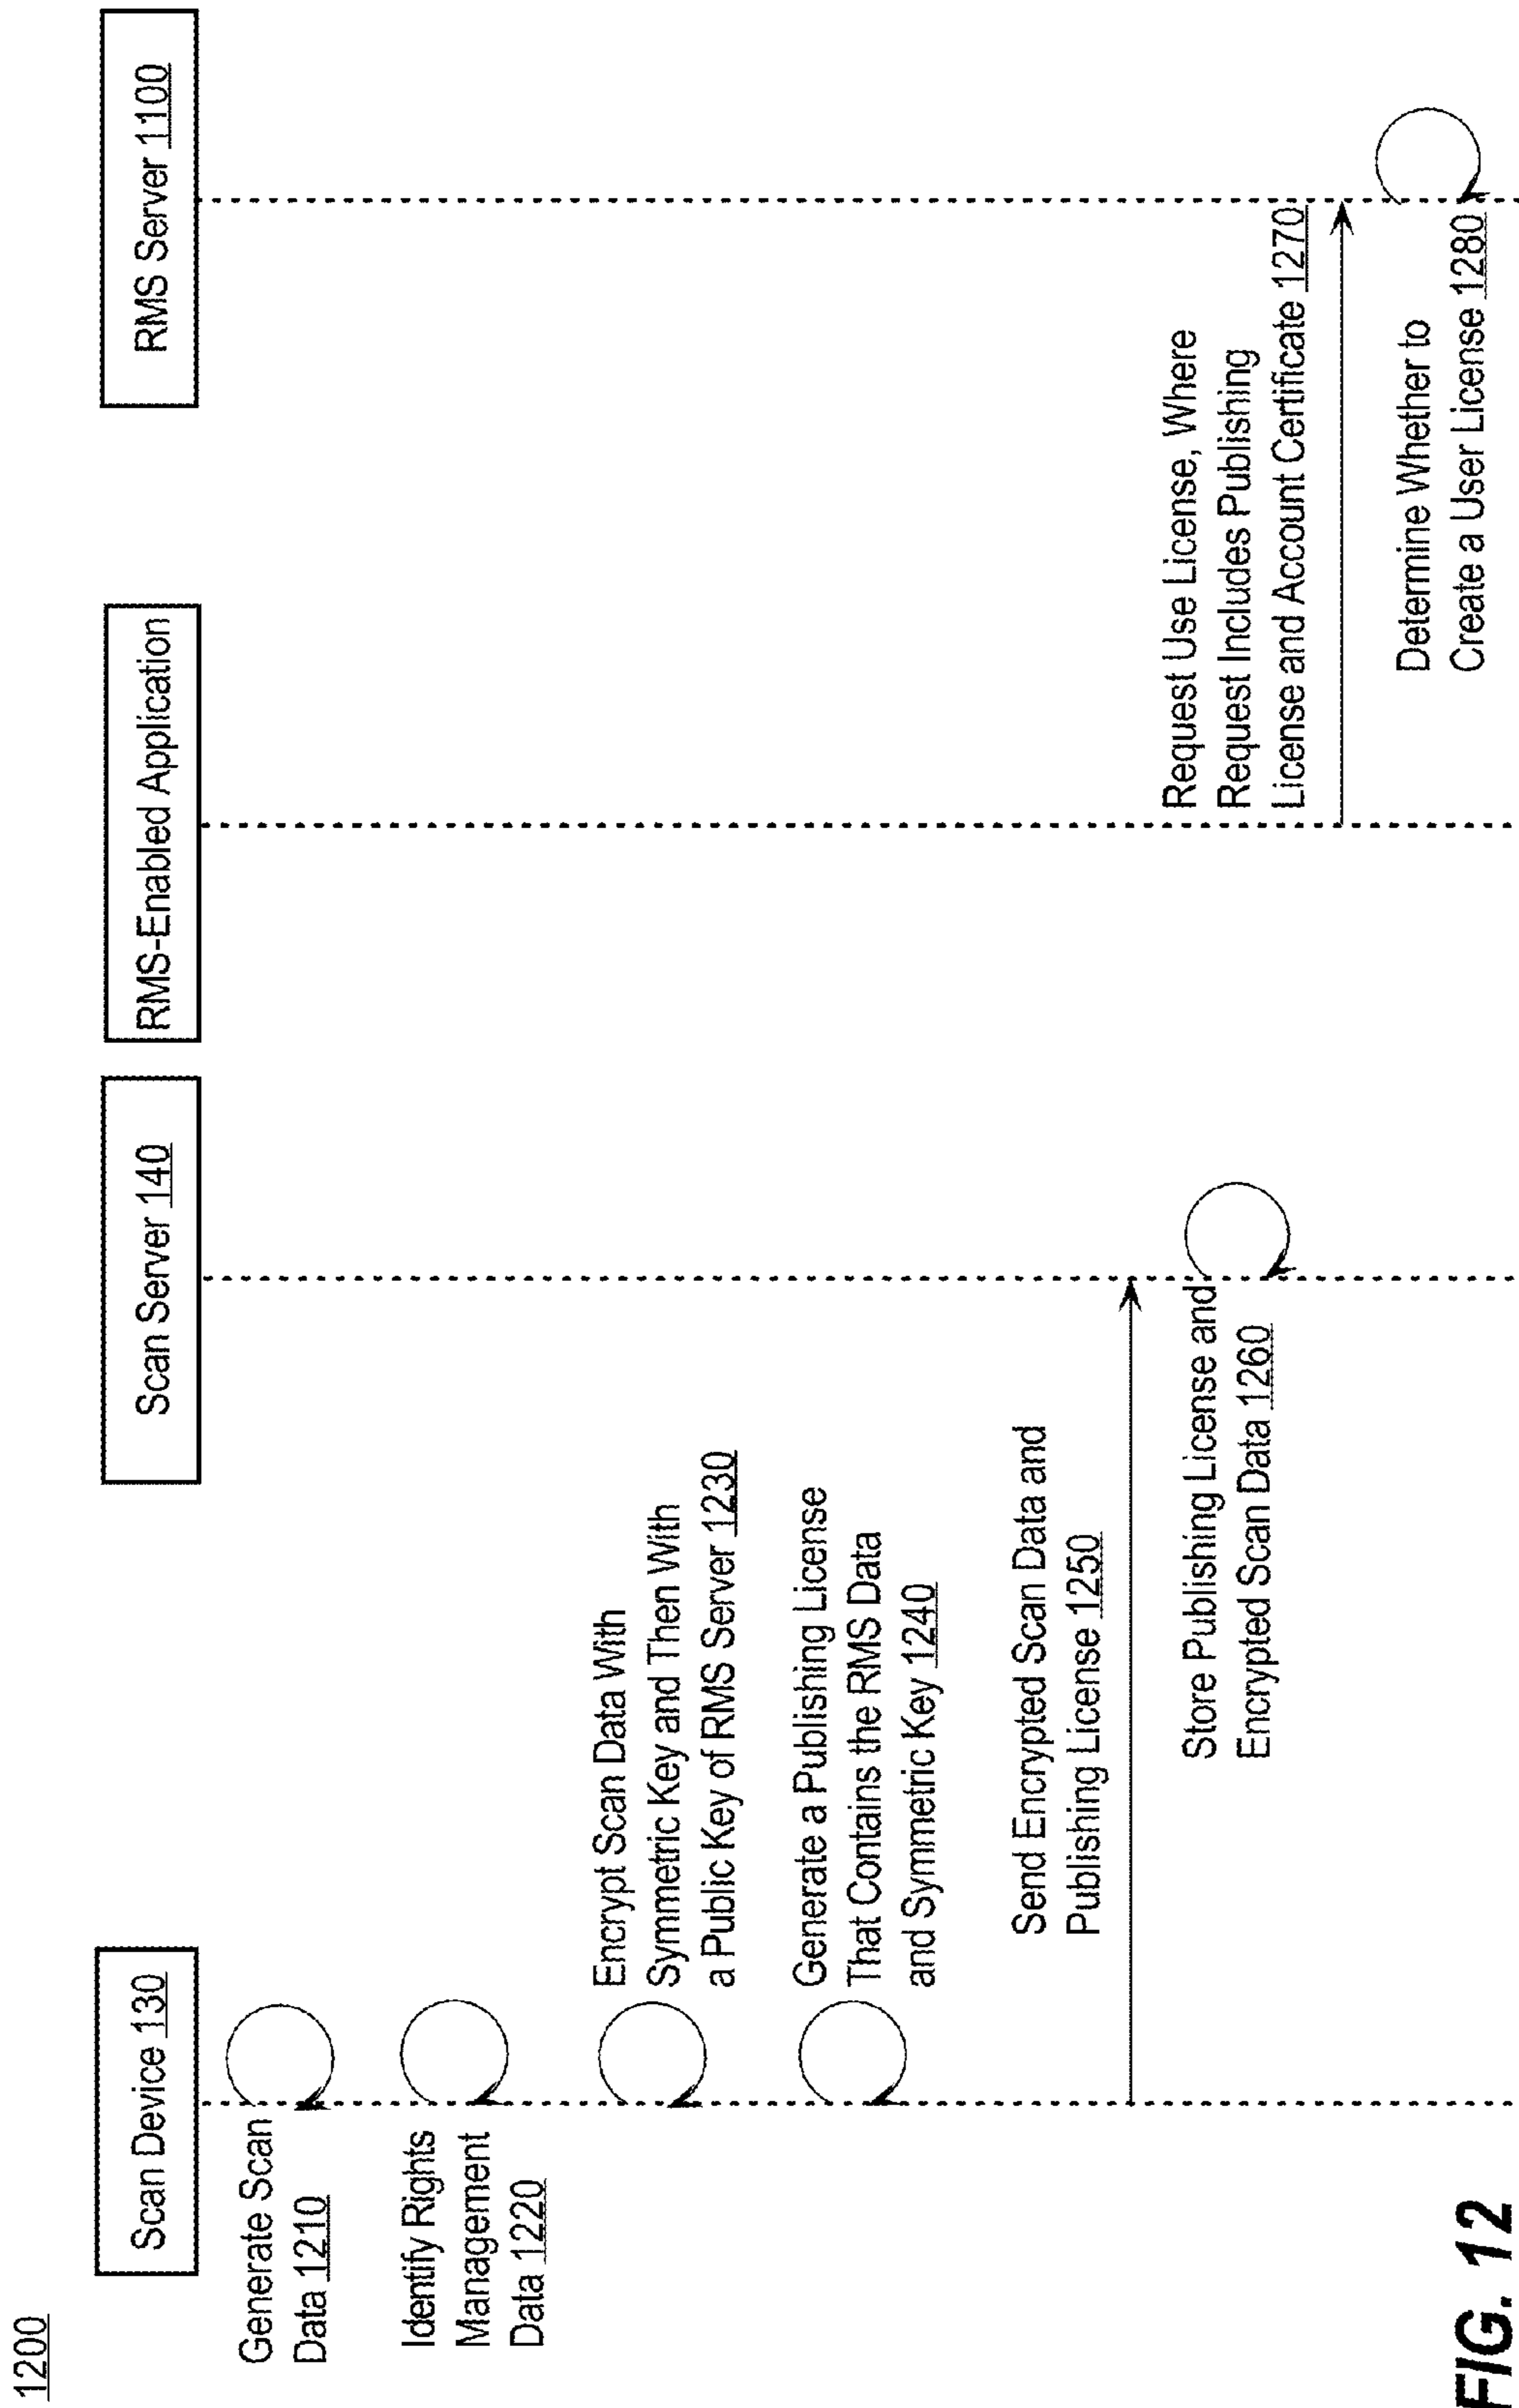 1200
Scan Device 130
Scan Server 140
RMS-Enabled Application
RMS Server 1100
Generate Scan
Data 1210
Identify Rights
Management
Data 1220
Encrypt Scan Data With
Symmetric Key and Then With
a Public Key of RMS Server 1230
Generate a Publishing License
That Contains the RMS Data
and Symmetric Key 1240
Send Encrypted Scan Data and
Publishing License 1250
Store Publishing License and
Encrypted Scan Data 1260
Request Use License, Where
Request Includes Publishing
License and Account Certificate 1270
Determine Whether to
Create a User License 1280
FIG. 12